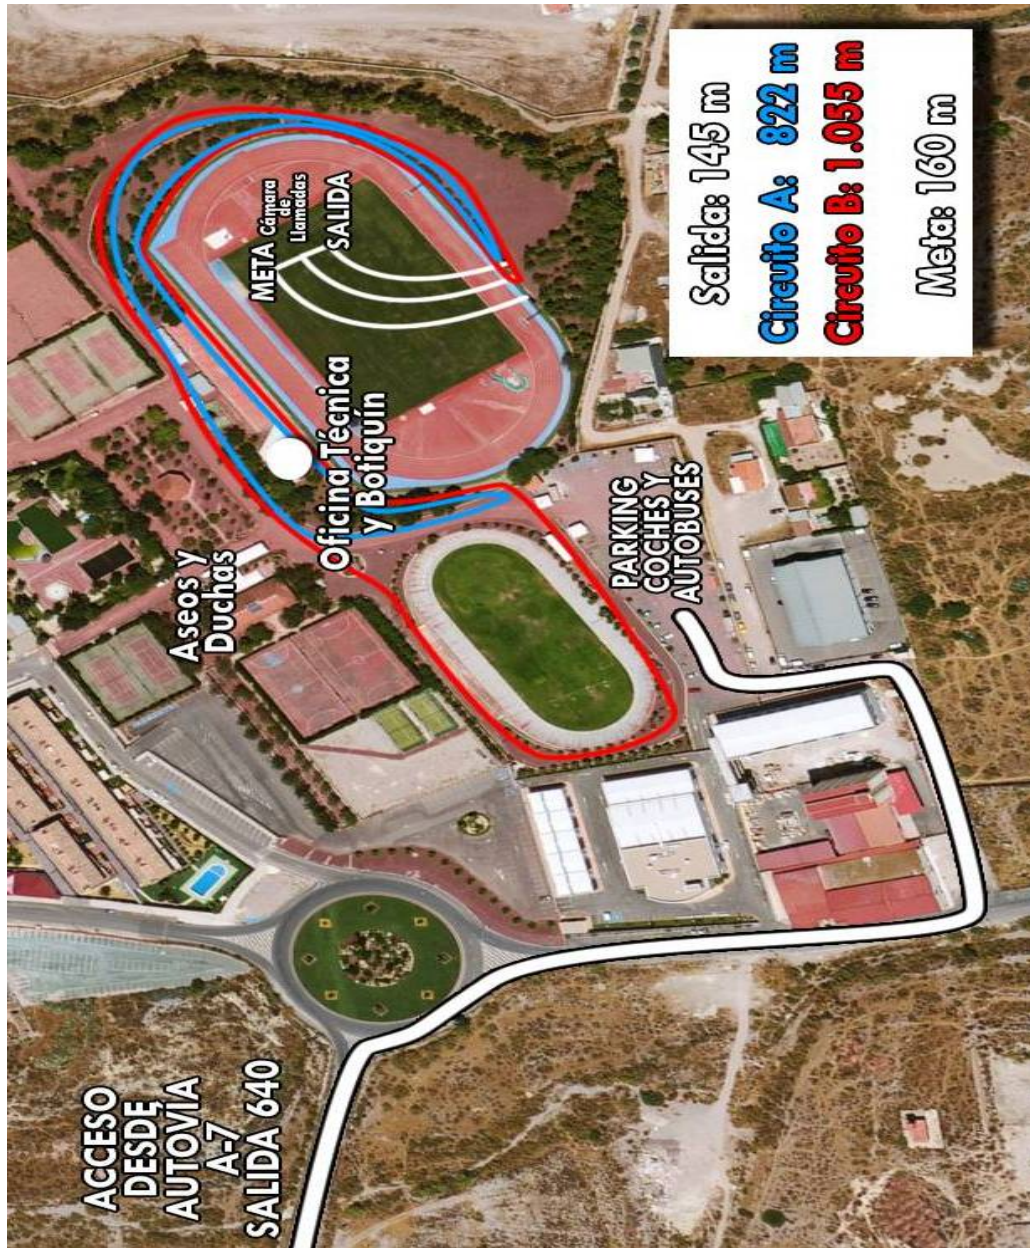 ACCESO
DESDE
AUTOVÍA
A-7
SALIDA 640
Aseos y
Duchas
Oficina Técnica
y Botiquín
META
Cámara
de
Llamadas
SALIDA
PARKING
COCHES Y
AUTOBUSES
Salida: 145 m
Circuito A: 822 m
Circuito B: 1.055 m
Meta: 160 m